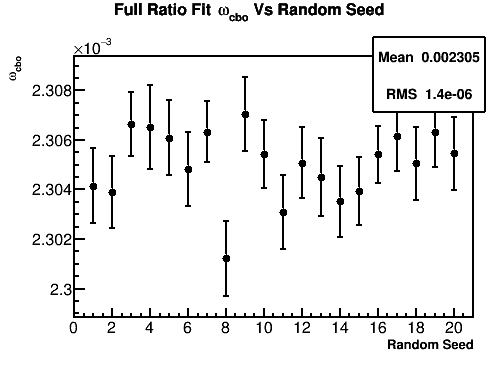 Full Ratio Fit ω_cbo Vs Random Seed
×10⁻³
Mean 0.002305
RMS 1.4e-06
ω_cbo
2.308
2.306
2.304
2.302
2.3
0 2 4 6 8 10 12 14 16 18 20
Random Seed